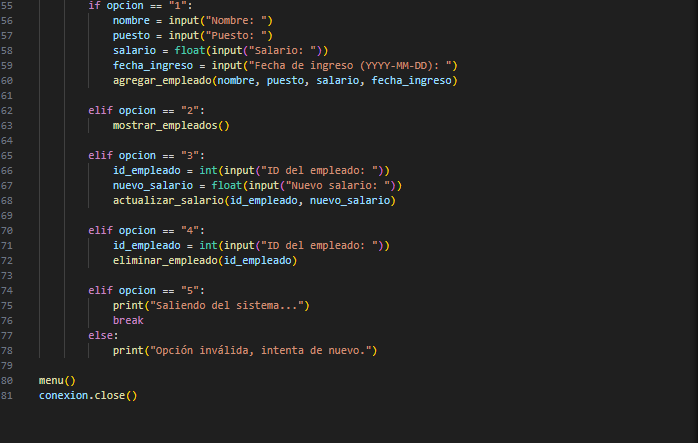 55 if opcion == "1":
56 nombre = input("Nombre: ")
57 puesto = input("Puesto: ")
58 salario = float(input("Salario: "))
59 fecha_ingreso = input("Fecha de ingreso (YYYY-MM-DD): ")
60 agregar_empleado(nombre, puesto, salario, fecha_ingreso)
61
62 elif opcion == "2":
63 mostrar_empleados()
64
65 elif opcion == "3":
66 id_empleado = int(input("ID del empleado: "))
67 nuevo_salario = float(input("Nuevo salario: "))
68 actualizar_salario(id_empleado, nuevo_salario)
69
70 elif opcion == "4":
71 id_empleado = int(input("ID del empleado: "))
72 eliminar_empleado(id_empleado)
73
74 elif opcion == "5":
75 print("Saliendo del sistema...")
76 break
77 else:
78 print("Opción inválida, intenta de nuevo.")
79
80 menu()
81 conexion.close()